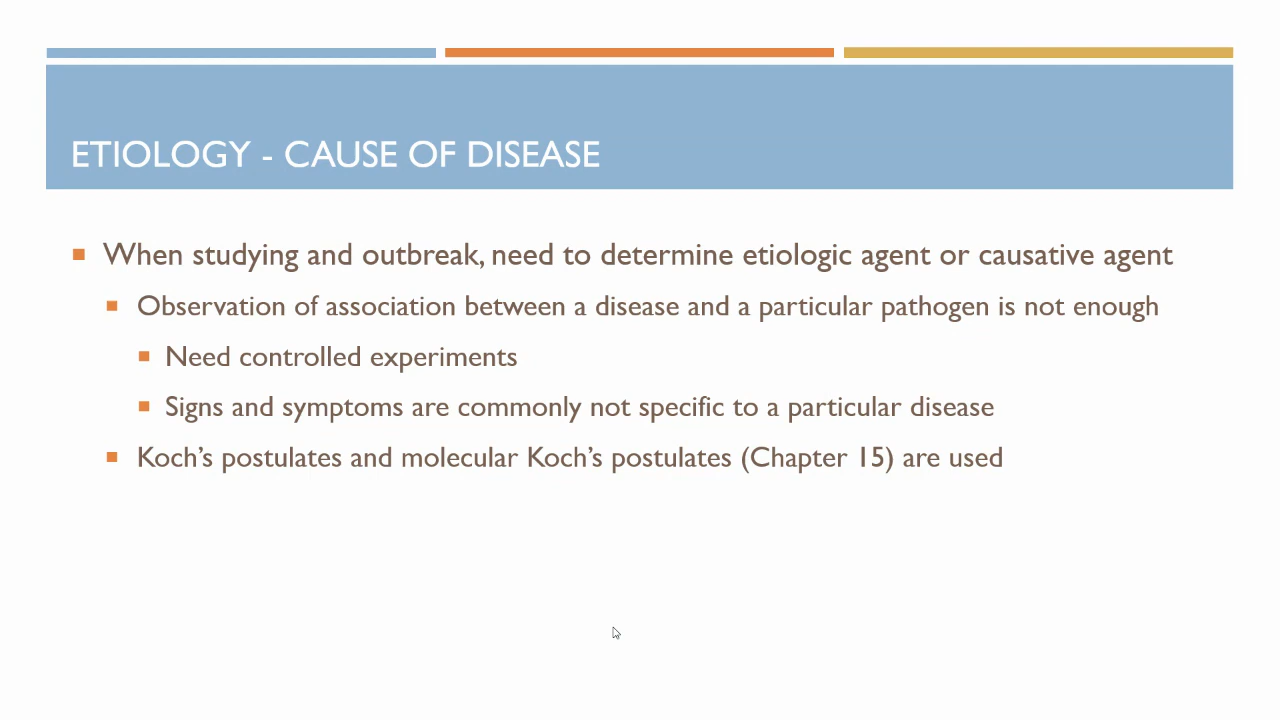 ETIOLOGY - CAUSE OF DISEASE
When studying and outbreak, need to determine etiologic agent or causative agent
Observation of association between a disease and a particular pathogen is not enough
Need controlled experiments
Signs and symptoms are commonly not specific to a particular disease
Koch’s postulates and molecular Koch’s postulates (Chapter 15) are used